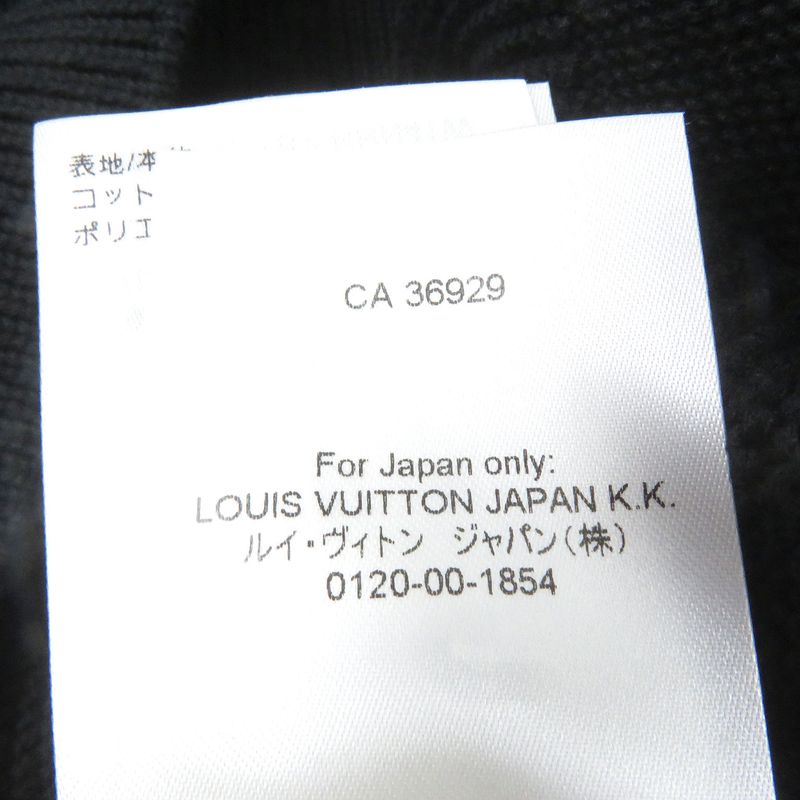 表地/本
コット
ポリエ
CA 36929
For Japan only:
LOUIS VUITTON JAPAN K.K.
ルイ・ヴィトン ジャパン(株)
0120-00-1854